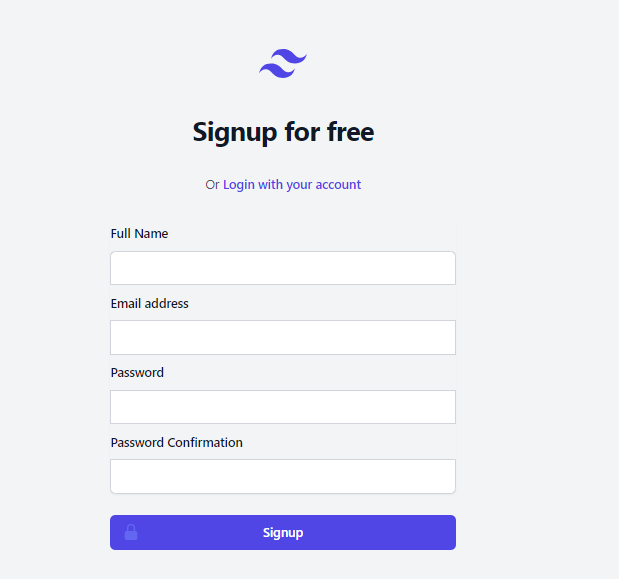 Signup for free
Or Login with your account
Full Name
Email address
Password
Password Confirmation
Signup